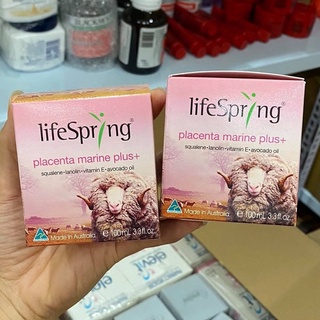 lifeSpring®
placenta marine plus+
squalene•lanolin•vitamin E•avocado oil
Made in Australia
℮ 100mL 3.3fl.oz
lifeSpring®
placenta marine plus+
squalene•lanolin•vitamin E•avocado oil
Made in Australia
℮ 100mL 3.3fl.oz
elevit